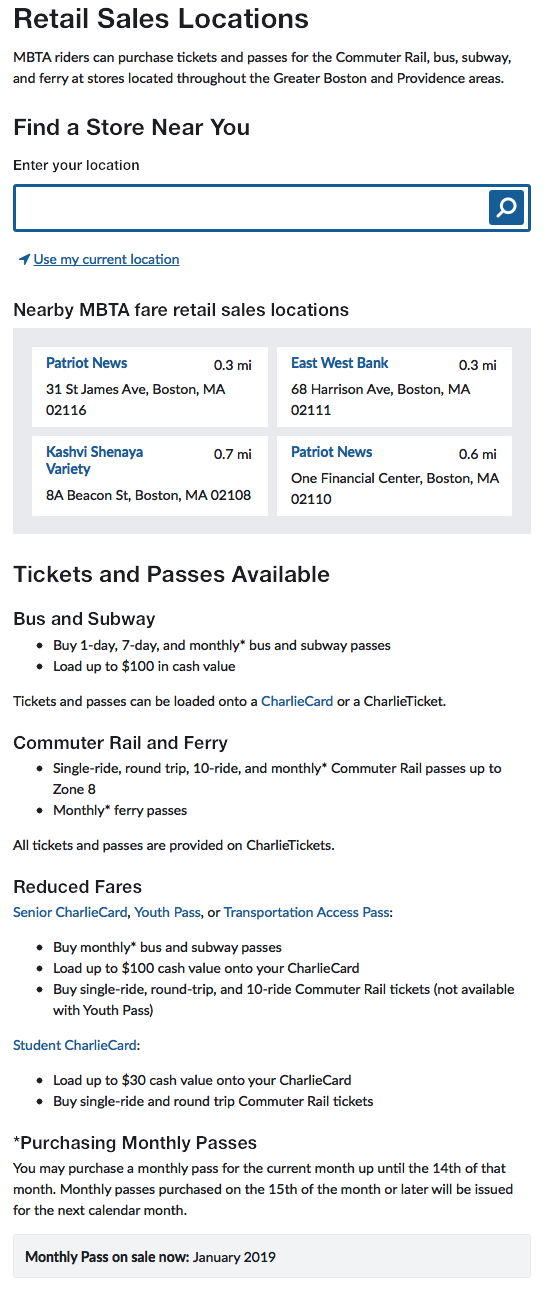 Retail Sales Locations
MBTA riders can purchase tickets and passes for the Commuter Rail, bus, subway,
and ferry at stores located throughout the Greater Boston and Providence areas.
Find a Store Near You
Enter your location
Use my current location
Nearby MBTA fare retail sales locations
Patriot News 0.3 mi
31 St James Ave, Boston, MA
02116
East West Bank 0.3 mi
68 Harrison Ave, Boston, MA
02111
Kashvi Shenaya 0.7 mi
Variety
8A Beacon St, Boston, MA 02108
Patriot News 0.6 mi
One Financial Center, Boston, MA
02110
Tickets and Passes Available
Bus and Subway
• Buy 1-day, 7-day, and monthly* bus and subway passes
• Load up to $100 in cash value
Tickets and passes can be loaded onto a CharlieCard or a CharlieTicket.
Commuter Rail and Ferry
• Single-ride, round trip, 10-ride, and monthly* Commuter Rail passes up to
Zone 8
• Monthly* ferry passes
All tickets and passes are provided on CharlieTickets.
Reduced Fares
Senior CharlieCard, Youth Pass, or Transportation Access Pass:
• Buy monthly* bus and subway passes
• Load up to $100 cash value onto your CharlieCard
• Buy single-ride, round-trip, and 10-ride Commuter Rail tickets (not available
with Youth Pass)
Student CharlieCard:
• Load up to $30 cash value onto your CharlieCard
• Buy single-ride and round trip Commuter Rail tickets
*Purchasing Monthly Passes
You may purchase a monthly pass for the current month up until the 14th of that
month. Monthly passes purchased on the 15th of the month or later will be issued
for the next calendar month.
Monthly Pass on sale now: January 2019